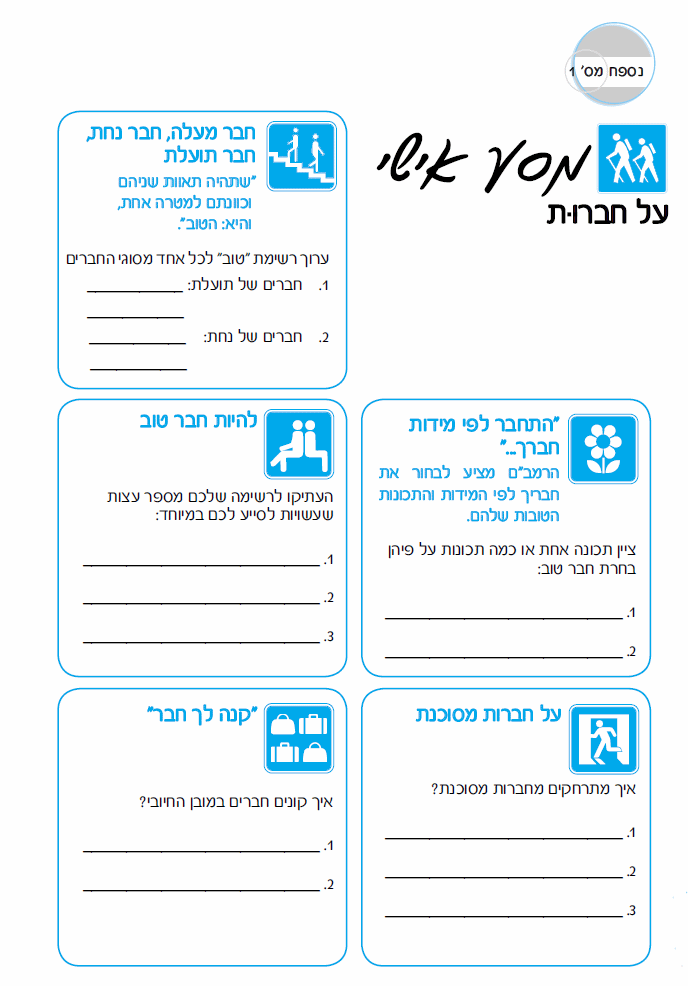 נספח מס' 1
מסע אישי
על חברוּת
חבר מעלה, חבר נחת,
חבר תועלת
"שתהיה תאוות שניהם
וכוונתם למטרה אחת,
והיא: הטוב".
ערוך רשימת "טוב" לכל אחד מסוגי החברים
1. חברים של תועלת: ___________
___________
2. חברים של נחת: ___________
___________
"התחבר לפי מידות
חברך..."
הרמב"ם מציע לבחור את
חבריך לפי המידות והתכונות
הטובות שלהם.
ציין תכונה אחת או כמה תכונות על פיהן
בחרת חבר טוב:
1. ___________
2. ___________
להיות חבר טוב
העתיקו לרשימה שלכם מספר עצות
שעשויות לסייע לכם במיוחד:
1. ___________
2. ___________
3. ___________
על חברות מסוכנת
איך מתרחקים מחברות מסוכנת?
1. ___________
2. ___________
3. ___________
"קנה לך חבר"
איך קונים חברים במובן החיובי?
1. ___________
2. ___________